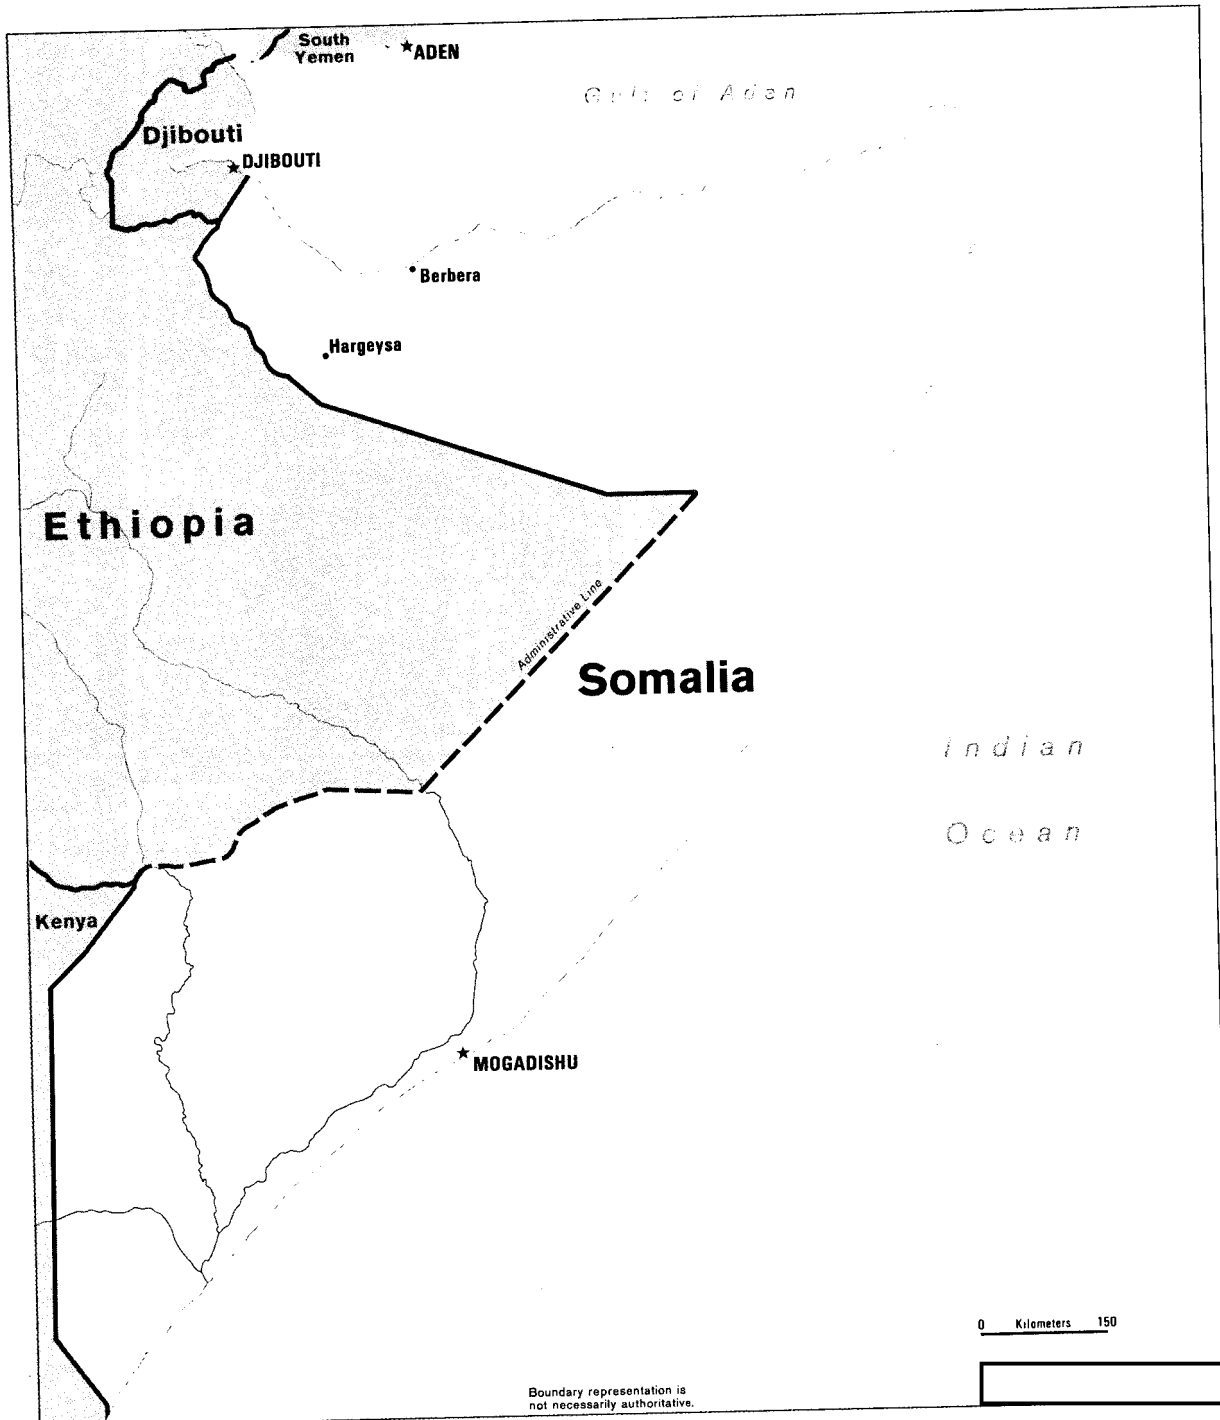 South
Yemen
ADEN
Gulf of Aden
Djibouti
DJIBOUTI
Berbera
Hargeysa
Ethiopia
Administrative Line
Somalia
Indian
Ocean
Kenya
MOGADISHU
0 Kilometers 150
Boundary representation is
not necessarily authoritative.